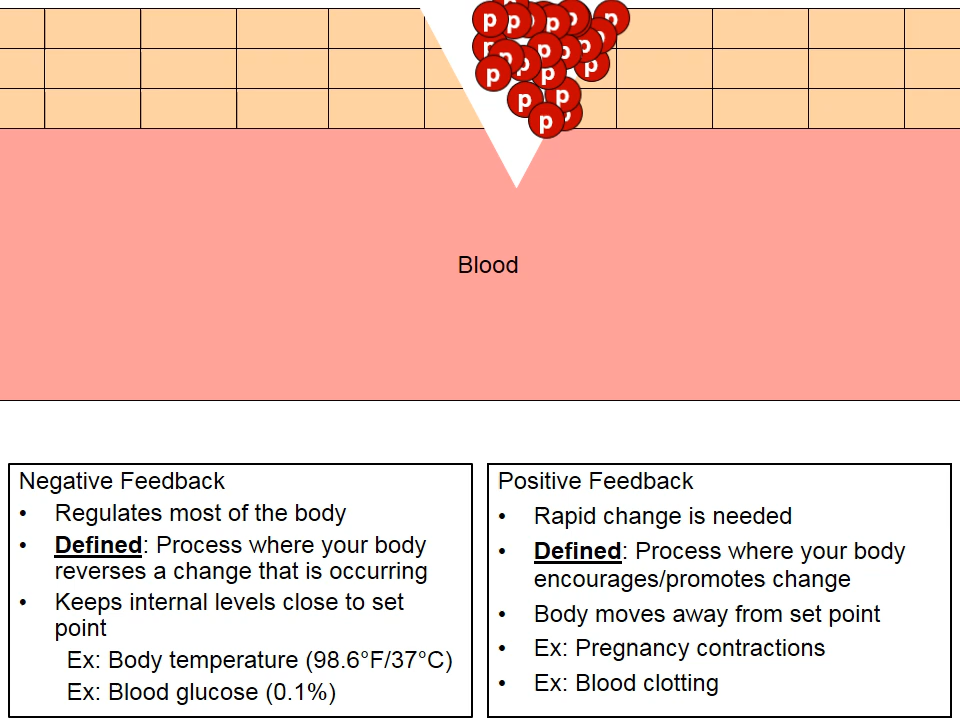 p p p p p
p p p p
p p p p p
p p
p
Blood
Negative Feedback
• Regulates most of the body
• Defined: Process where your body
reverses a change that is occurring
• Keeps internal levels close to set
point
Ex: Body temperature (98.6°F/37°C)
Ex: Blood glucose (0.1%)
Positive Feedback
• Rapid change is needed
• Defined: Process where your body
encourages/promotes change
• Body moves away from set point
• Ex: Pregnancy contractions
• Ex: Blood clotting